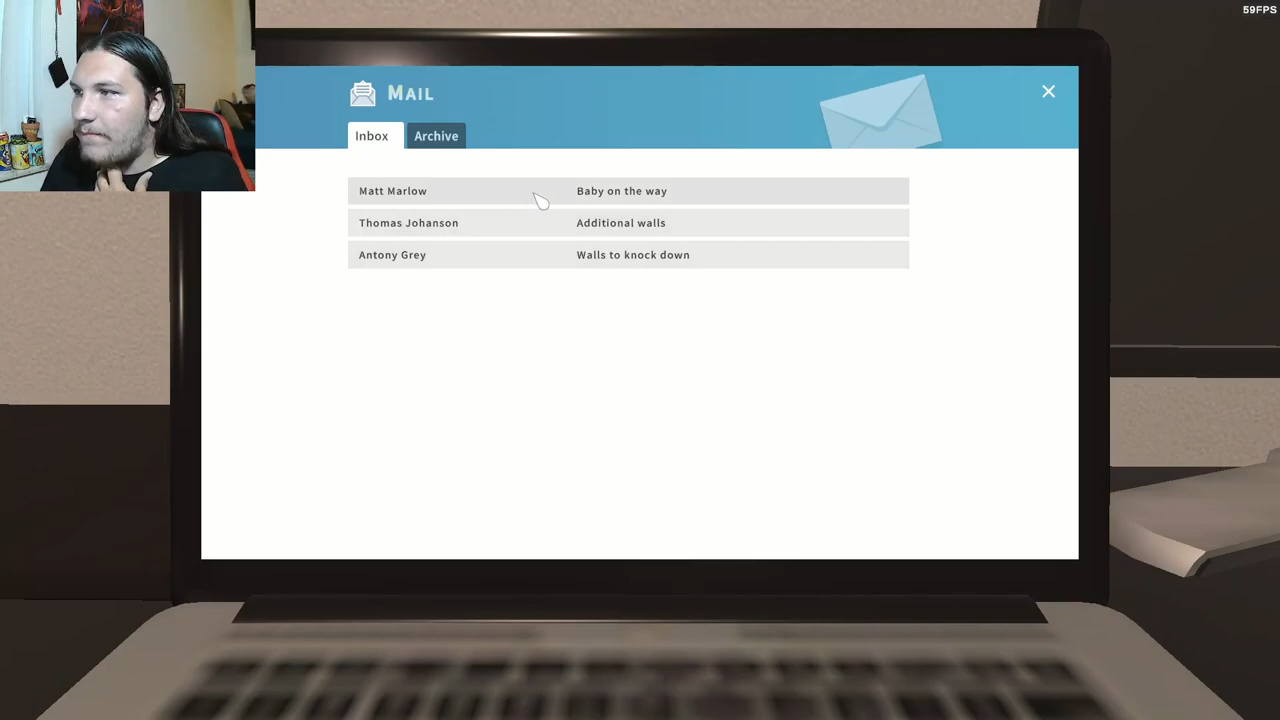 59FPS
MAIL
Inbox Archive
Matt Marlow Baby on the way
Thomas Johanson Additional walls
Antony Grey Walls to knock down